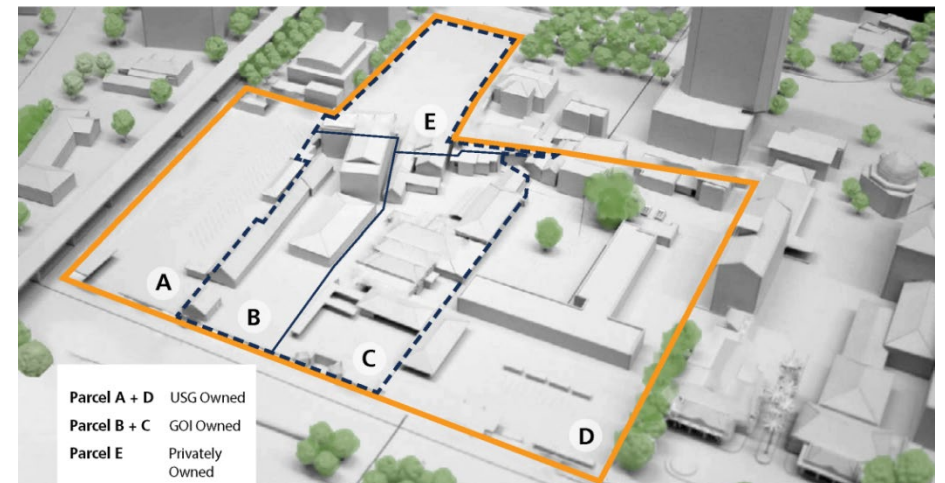 E
A
B
C
D
Parcel A + D USG Owned
Parcel B + C GOI Owned
Parcel E Privately
Owned